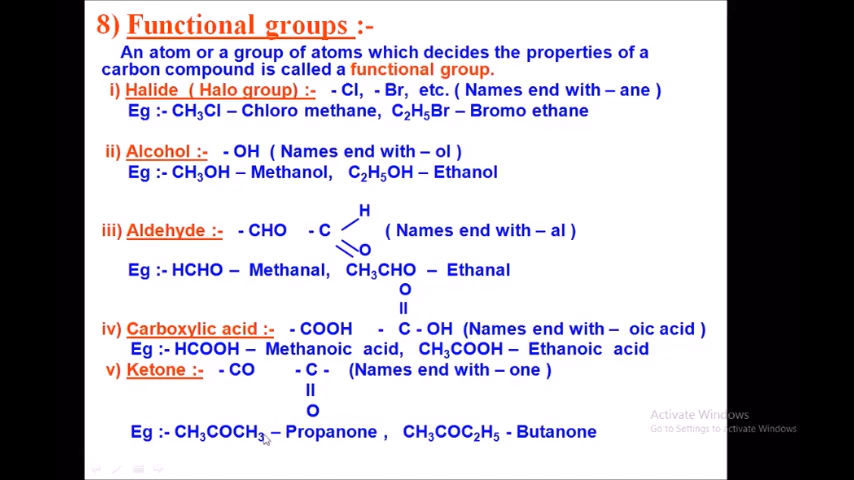 8) Functional groups :-
An atom or a group of atoms which decides the properties of a
carbon compound is called a functional group.
i) Halide ( Halo group) :- - Cl, - Br, etc. ( Names end with – ane )
Eg :- CH₃Cl – Chloro methane, C₂H₅Br – Bromo ethane
ii) Alcohol :- - OH ( Names end with – ol )
Eg :- CH₃OH – Methanol, C₂H₅OH – Ethanol
H
iii) Aldehyde :- - CHO - C ( Names end with – al )
O
Eg :- HCHO – Methanal, CH₃CHO – Ethanal
O
II
iv) Carboxylic acid :- - COOH - C - OH (Names end with – oic acid )
Eg :- HCOOH – Methanoic acid, CH₃COOH – Ethanoic acid
v) Ketone :- - CO - C - (Names end with – one )
II
O
Eg :- CH₃COCH₃ – Propanone , CH₃COC₂H₅ - Butanone
Activate Windows
Go to Settings to activate Windows.